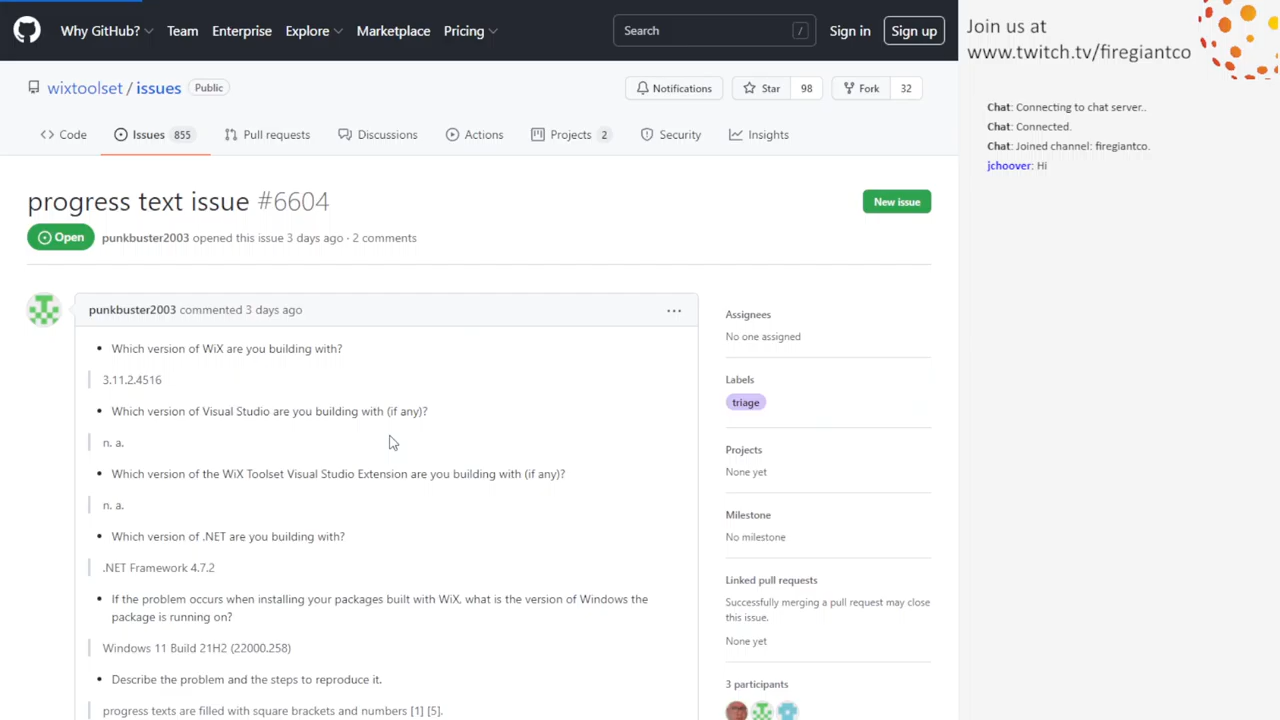 Why GitHub? Team Enterprise Explore Marketplace Pricing Search / Sign in Sign up
Join us at
www.twitch.tv/firegiantco
wixtoolset / issues Public
Notifications Star 98 Fork 32
Chat: Connecting to chat server..
Chat: Connected.
Chat: Joined channel: firegiantco.
jchoover: Hi
Code Issues 855 Pull requests Discussions Actions Projects 2 Security Insights
progress text issue #6604
New issue
Open punkbuster2003 opened this issue 3 days ago · 2 comments
punkbuster2003 commented 3 days ago ...
• Which version of WiX are you building with?
3.11.2.4516
• Which version of Visual Studio are you building with (if any)?
n. a.
• Which version of the WiX Toolset Visual Studio Extension are you building with (if any)?
n. a.
• Which version of .NET are you building with?
.NET Framework 4.7.2
• If the problem occurs when installing your packages built with WiX, what is the version of Windows the
package is running on?
Windows 11 Build 21H2 (22000.258)
• Describe the problem and the steps to reproduce it.
progress texts are filled with square brackets and numbers [1] [5].
Assignees
No one assigned
Labels
triage
Projects
None yet
Milestone
No milestone
Linked pull requests
Successfully merging a pull request may close
this issue.
None yet
3 participants